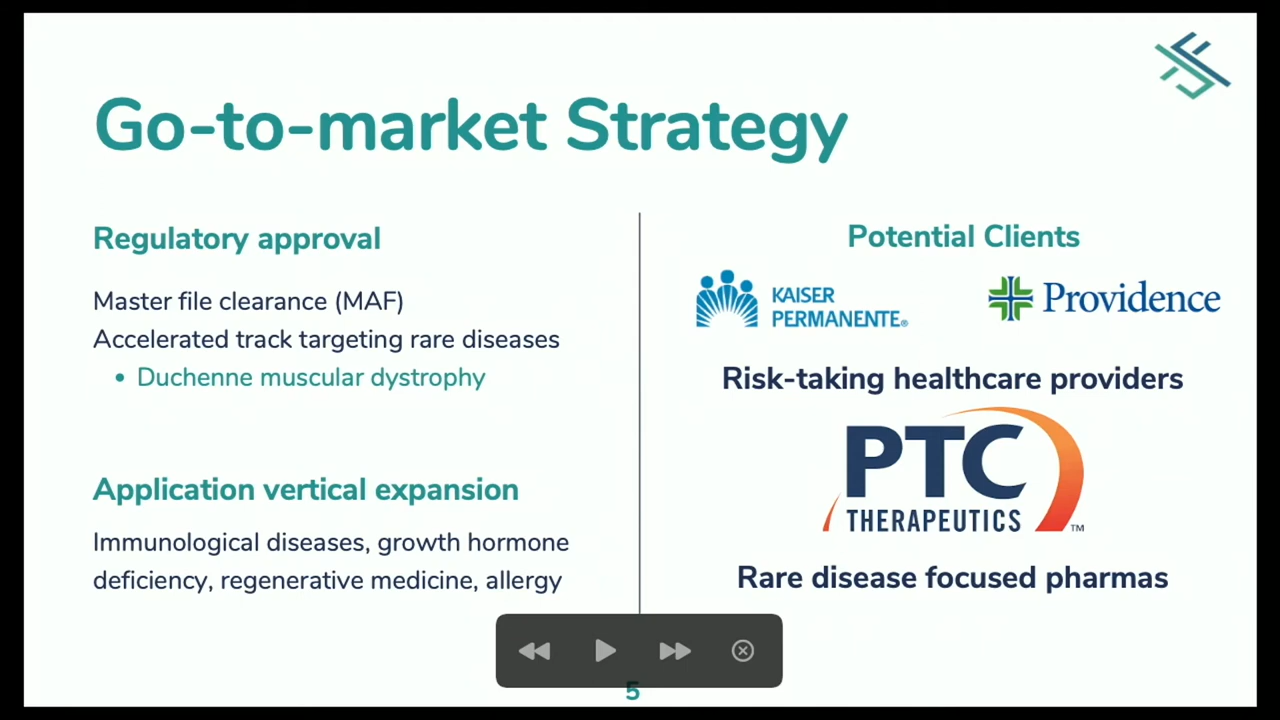 Go-to-market Strategy
Regulatory approval
Master file clearance (MAF)
Accelerated track targeting rare diseases
• Duchenne muscular dystrophy
Application vertical expansion
Immunological diseases, growth hormone
deficiency, regenerative medicine, allergy
Potential Clients
KAISER
PERMANENTE®
Providence
Risk-taking healthcare providers
PTC
THERAPEUTICS
TM
Rare disease focused pharmas
5